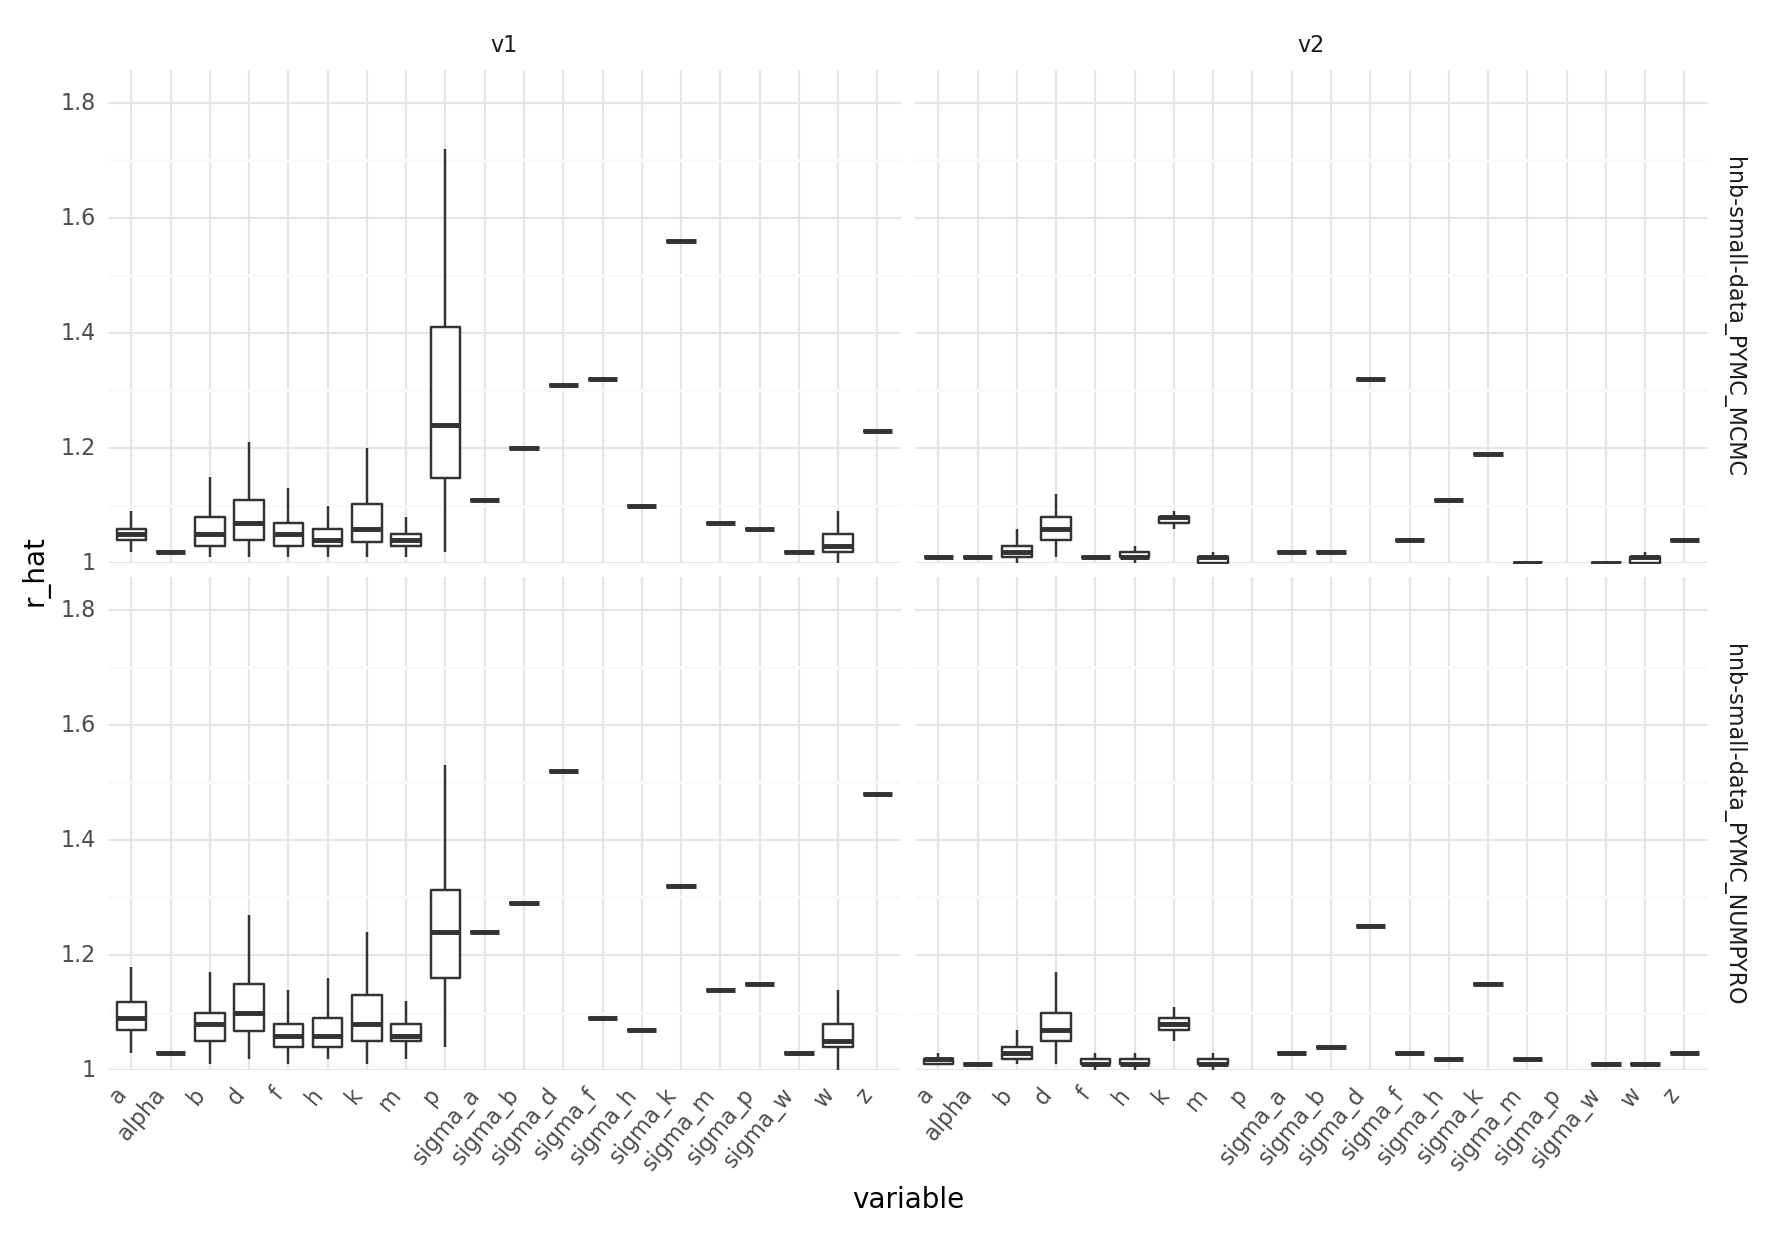 v1
v2
1.8
1.6
1.4
1.2
1
hnb-small-data_PYMC_MCMC
r_hat
1.8
1.6
1.4
1.2
1
hnb-small-data_PYMC_NUMPYRO
a
alpha
b
d
f
h
k
m
p
sigma_a
sigma_b
sigma_d
sigma_f
sigma_h
sigma_k
sigma_m
sigma_p
sigma_w
w
z
a
alpha
b
d
f
h
k
m
p
sigma_a
sigma_b
sigma_d
sigma_f
sigma_h
sigma_k
sigma_m
sigma_p
sigma_w
w
z
variable